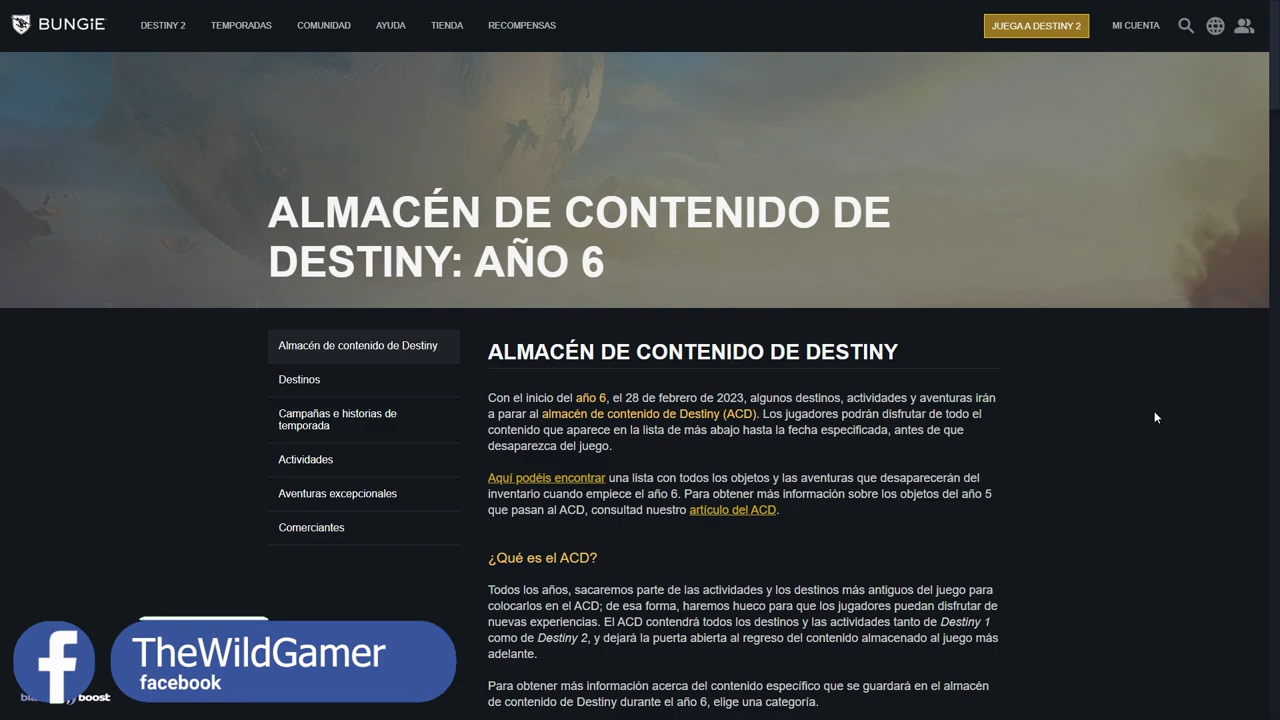 BUNGiE
DESTINY 2
TEMPORADAS
COMUNIDAD
AYUDA
TIENDA
RECOMPENSAS
JUEGA A DESTINY 2
MI CUENTA
ALMACÉN DE CONTENIDO DE
DESTINY: AÑO 6
Almacén de contenido de Destiny
Destinos
Campañas e historias de
temporada
Actividades
Aventuras excepcionales
Comerciantes
ALMACÉN DE CONTENIDO DE DESTINY
Con el inicio del año 6, el 28 de febrero de 2023, algunos destinos, actividades y aventuras irán
a parar al almacén de contenido de Destiny (ACD). Los jugadores podrán disfrutar de todo el
contenido que aparece en la lista de más abajo hasta la fecha especificada, antes de que
desaparezca del juego.
Aquí podéis encontrar una lista con todos los objetos y las aventuras que desaparecerán del
inventario cuando empiece el año 6. Para obtener más información sobre los objetos del año 5
que pasan al ACD, consultad nuestro artículo del ACD.
¿Qué es el ACD?
Todos los años, sacaremos parte de las actividades y los destinos más antiguos del juego para
colocarlos en el ACD; de esa forma, haremos hueco para que los jugadores puedan disfrutar de
nuevas experiencias. El ACD contendrá todos los destinos y las actividades tanto de Destiny 1
como de Destiny 2, y dejará la puerta abierta al regreso del contenido almacenado al juego más
adelante.
Para obtener más información acerca del contenido específico que se guardará en el almacén
de contenido de Destiny durante el año 6, elige una categoría.
TheWildGamer
facebook
boost